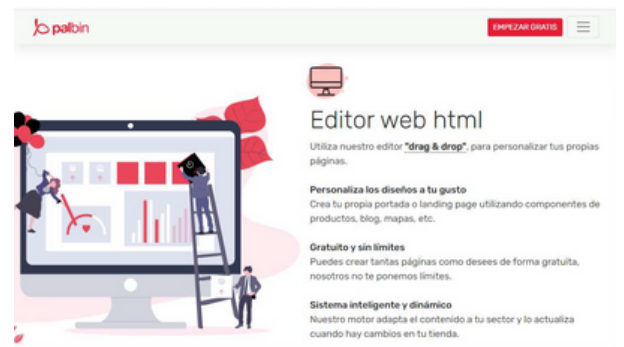 palbin
EMPEZAR GRATIS
Editor web html
Utiliza nuestro editor "drag & drop", para personalizar tus propias
páginas.
Personaliza los diseños a tu gusto
Crea tu propia portada o landing page utilizando componentes de
productos, blog, mapas, etc.
Gratuito y sin límites
Puedes crear tantas páginas como desees de forma gratuita,
nosotros no te ponemos límites.
Sistema inteligente y dinámico
Nuestro motor adapta el contenido a tu sector y lo actualiza
cuando hay cambios en tu tienda.